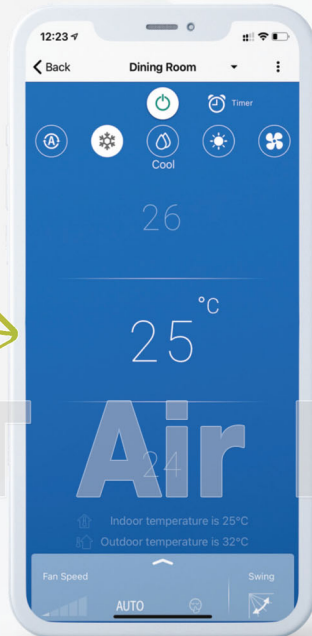 12:23
Back Dining Room
Timer
A
Cool
26
25 °C
24
T Air
Indoor temperature is 25°C
Outdoor temperature is 32°C
Fan Speed Swing
AUTO